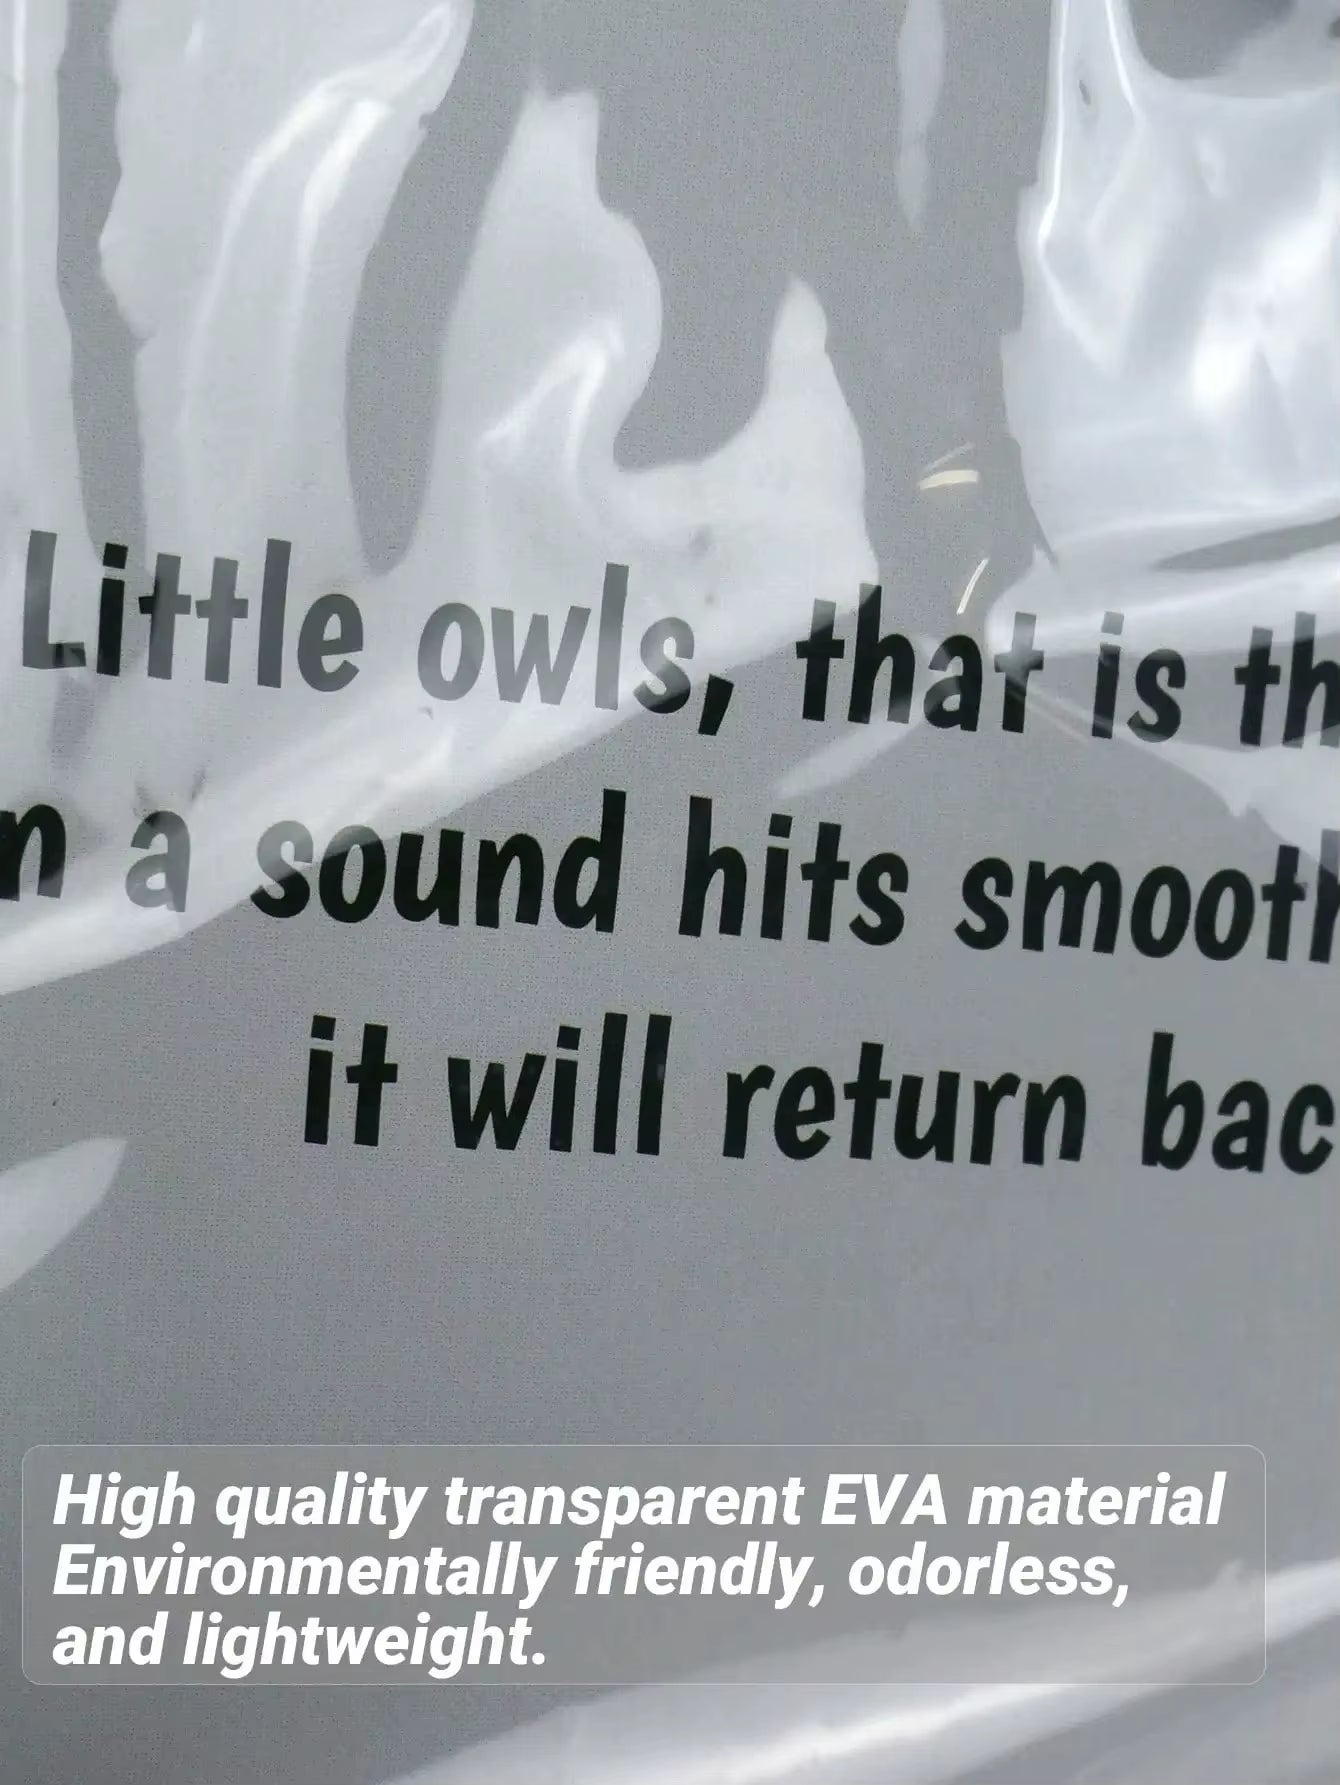 Little owls, that is th
n a sound hits smooth
it will return bac
High quality transparent EVA material
Environmentally friendly, odorless,
and lightweight.